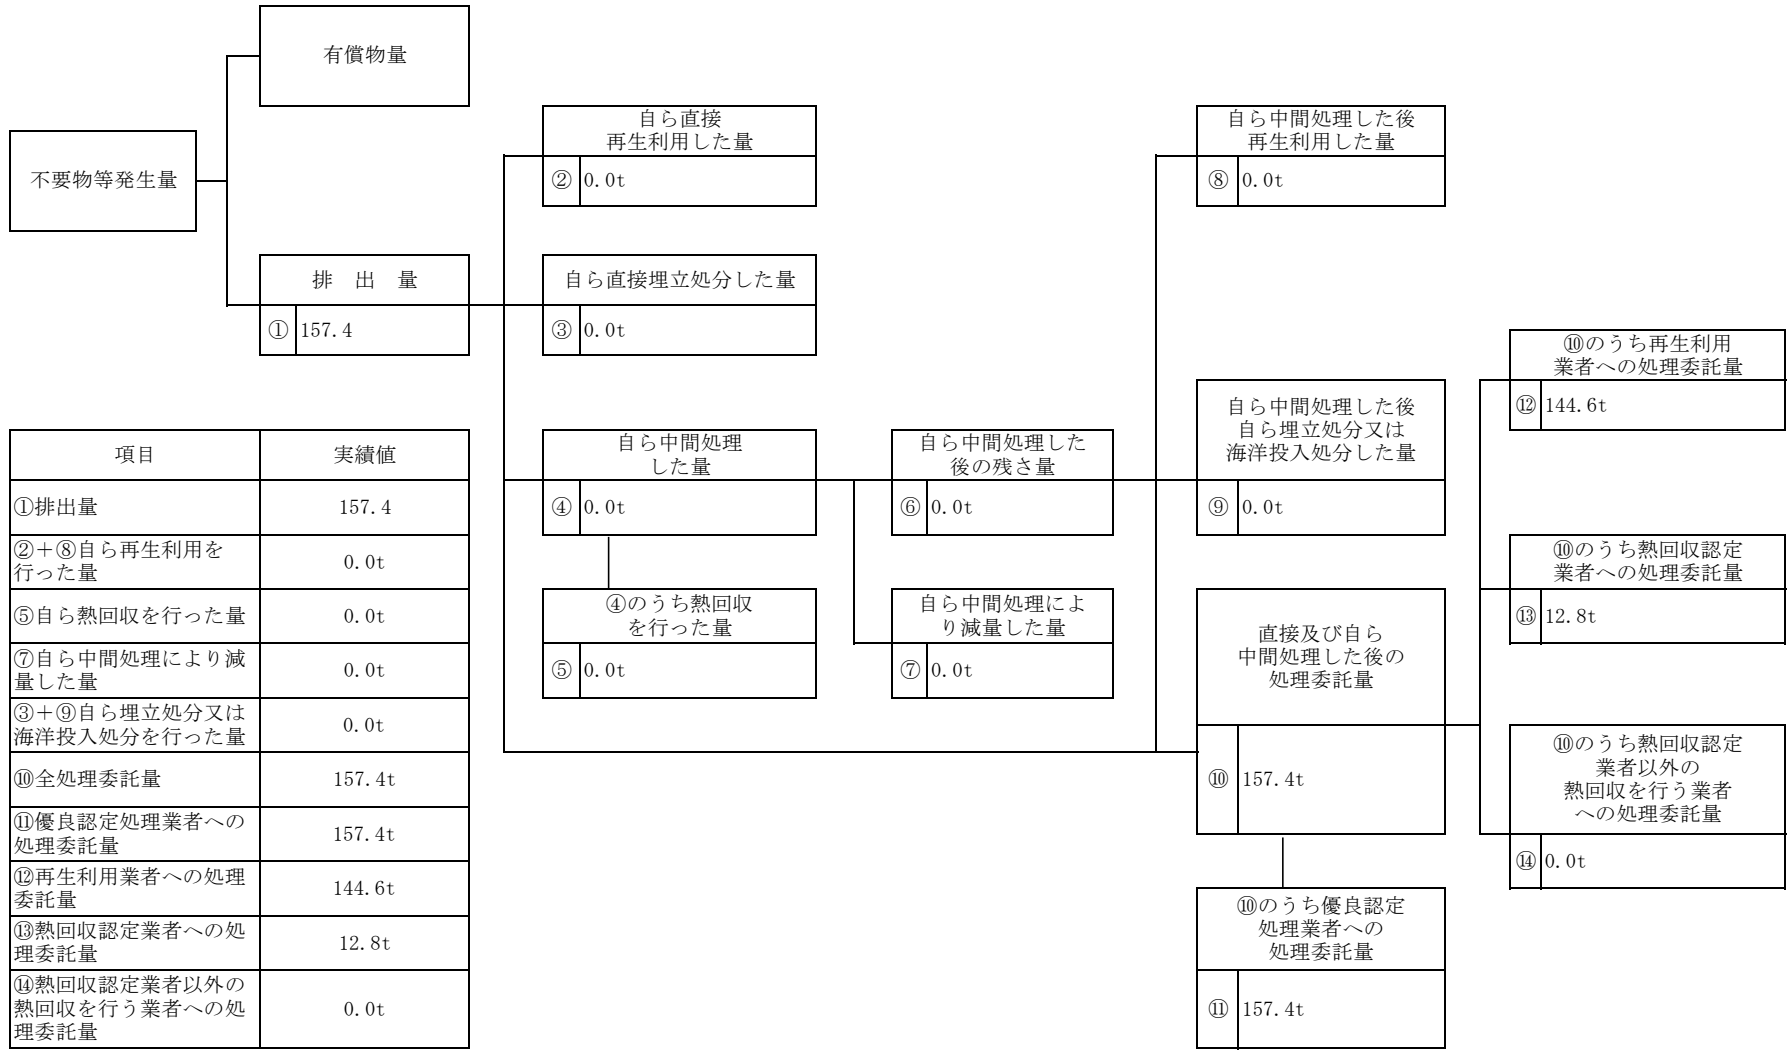 有償物量
不要物等発生量
排　出　量
① 157.4
自ら直接
再生利用した量
② 0.0t
自ら直接埋立処分した量
③ 0.0t
自ら中間処理
した量
④ 0.0t
④のうち熱回収
を行った量
⑤ 0.0t
自ら中間処理した
後の残さ量
⑥ 0.0t
自ら中間処理によ
り減量した量
⑦ 0.0t
自ら中間処理した後
再生利用した量
⑧ 0.0t
自ら中間処理した後
自ら埋立処分又は
海洋投入処分した量
⑨ 0.0t
直接及び自ら
中間処理した後の
処理委託量
⑩ 157.4t
⑩のうち優良認定
処理業者への
処理委託量
⑪ 157.4t
⑩のうち再生利用
業者への処理委託量
⑫ 144.6t
⑩のうち熱回収認定
業者への処理委託量
⑬ 12.8t
⑩のうち熱回収認定
業者以外の
熱回収を行う業者
への処理委託量
⑭ 0.0t
項目 実績値
①排出量 157.4
②＋⑧自ら再生利用を
行った量 0.0t
⑤自ら熱回収を行った量 0.0t
⑦自ら中間処理により減
量した量 0.0t
③＋⑨自ら埋立処分又は
海洋投入処分を行った量 0.0t
⑩全処理委託量 157.4t
⑪優良認定処理業者への
処理委託量 157.4t
⑫再生利用業者への処理
委託量 144.6t
⑬熱回収認定業者への処
理委託量 12.8t
⑭熱回収認定業者以外の
熱回収を行う業者への処
理委託量 0.0t